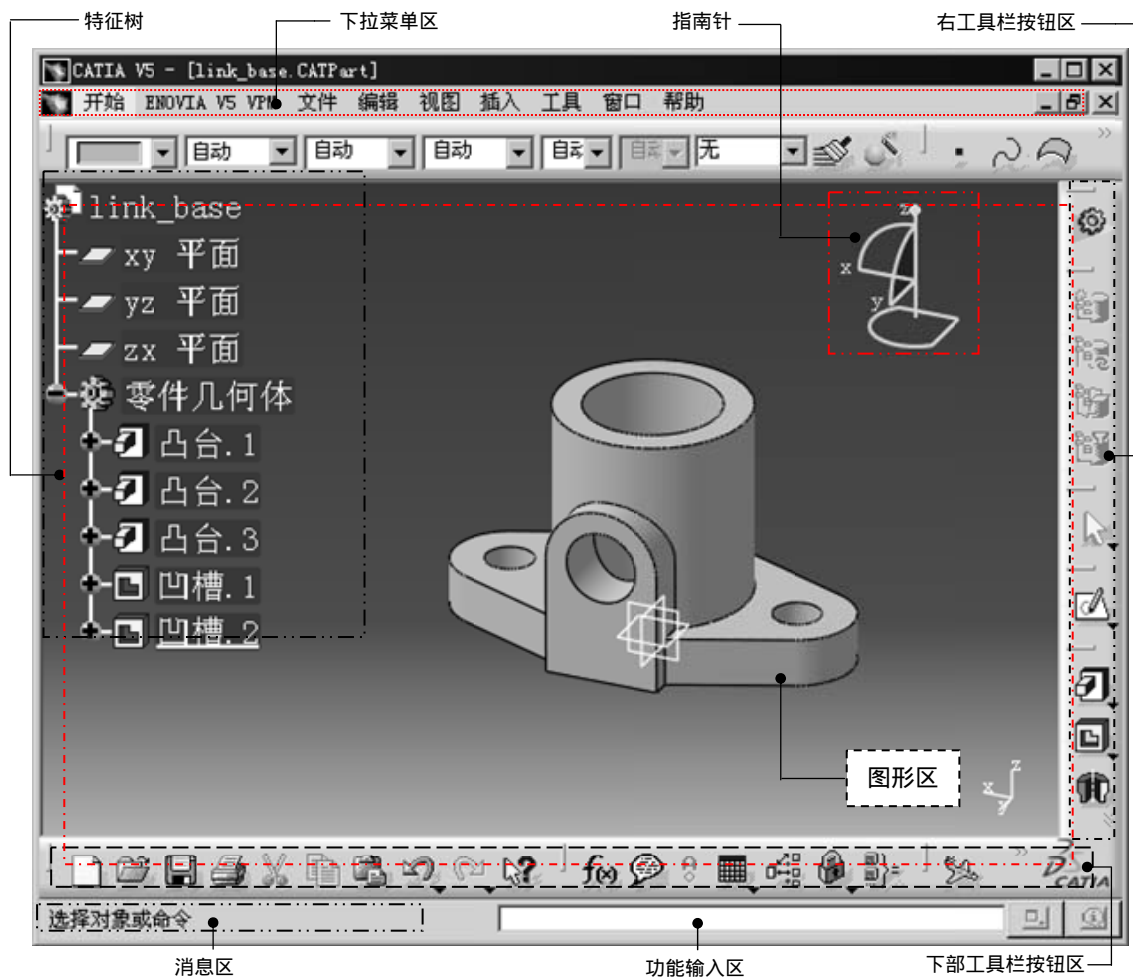 特征树 下拉菜单区 指南针 右工具栏按钮区
CATIA V5 - [link_base.CATPart]
开始 ENOVIA V5 VPM 文件 编辑 视图 插入 工具 窗口 帮助
自动 自动 自动 自动 自动 无
link_base
xy 平面
yz 平面
zx 平面
零件几何体
凸台.1
凸台.2
凸台.3
凹槽.1
凹槽.2
z
x
y
图形区
z
x
y
f(x) ?
CATIA
选择对象或命令
消息区 功能输入区 下部工具栏按钮区